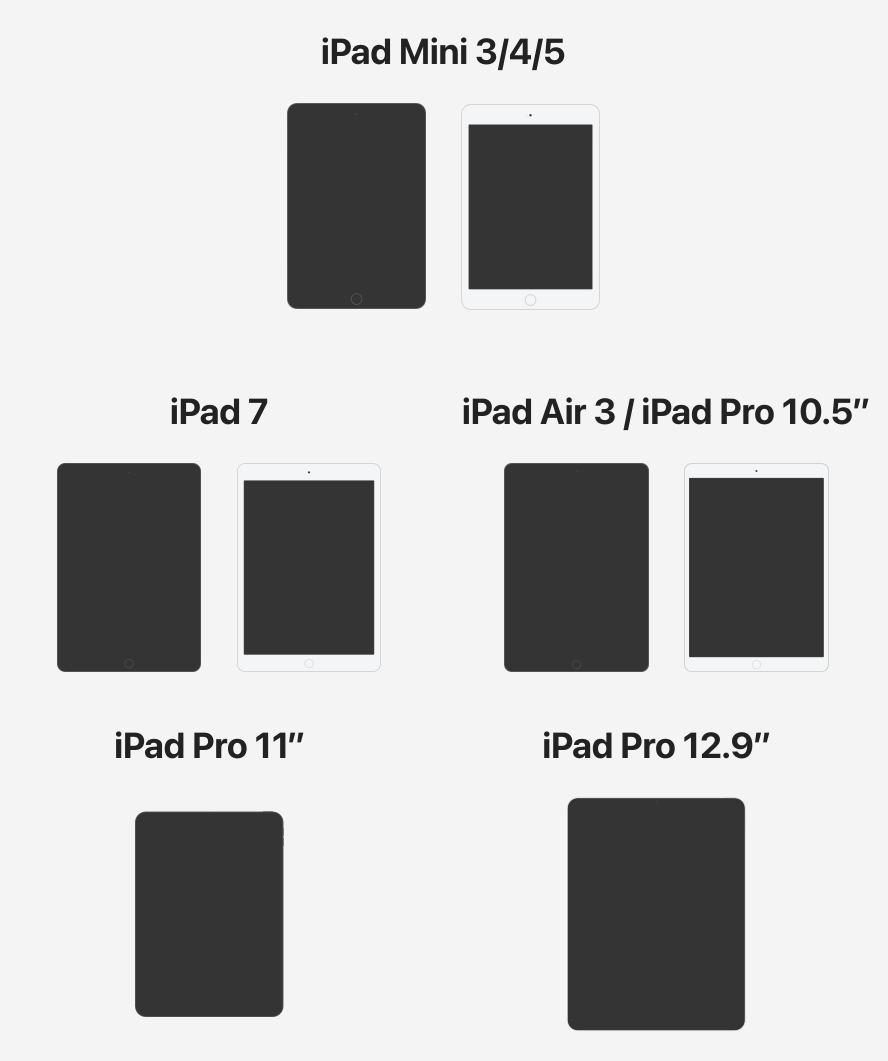 iPad Mini 3/4/5
iPad 7
iPad Air 3 / iPad Pro 10.5″
iPad Pro 11″
iPad Pro 12.9″